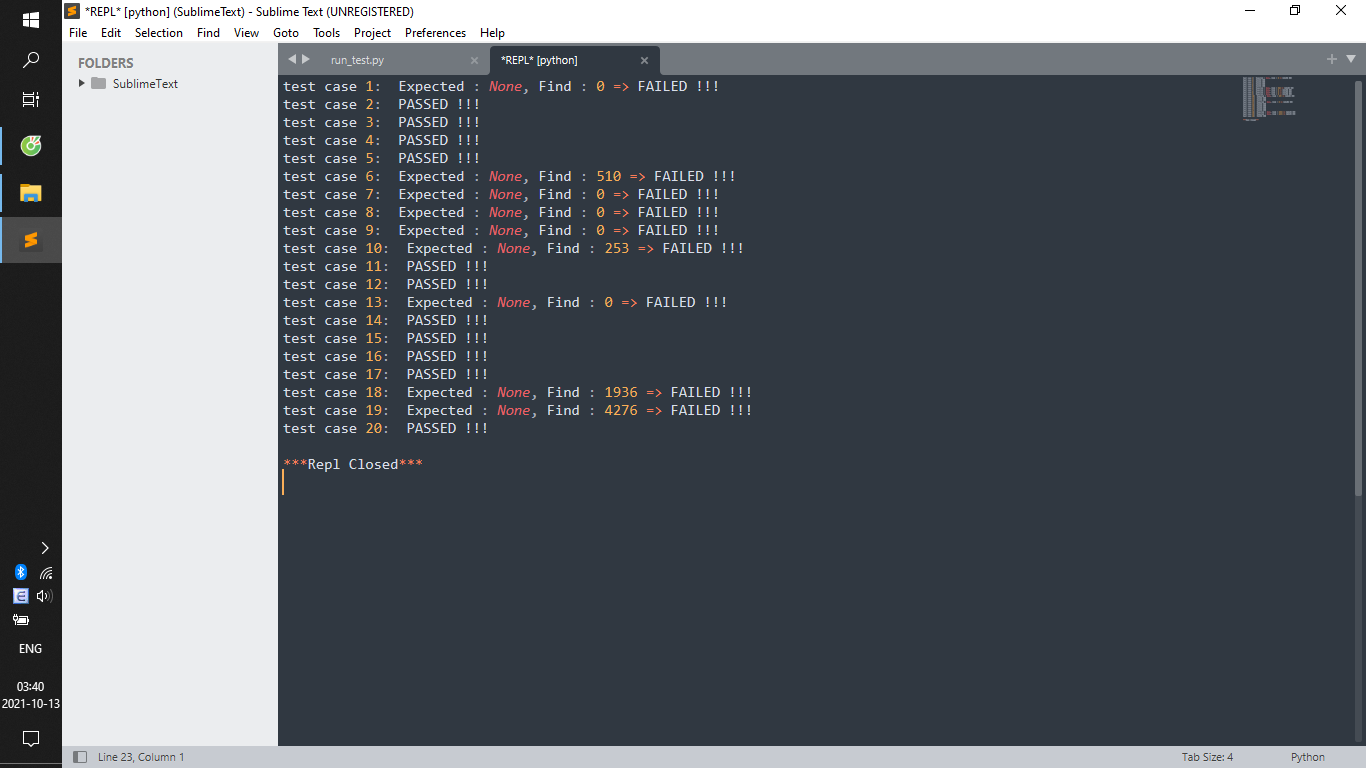 *REPL* [python] (SublimeText) - Sublime Text (UNREGISTERED)
File Edit Selection Find View Goto Tools Project Preferences Help
FOLDERS
SublimeText
run_test.py
*REPL* [python]
test case 1:  Expected : None, Find : 0 => FAILED !!!
test case 2:  PASSED !!!
test case 3:  PASSED !!!
test case 4:  PASSED !!!
test case 5:  PASSED !!!
test case 6:  Expected : None, Find : 510 => FAILED !!!
test case 7:  Expected : None, Find : 0 => FAILED !!!
test case 8:  Expected : None, Find : 0 => FAILED !!!
test case 9:  Expected : None, Find : 0 => FAILED !!!
test case 10:  Expected : None, Find : 253 => FAILED !!!
test case 11:  PASSED !!!
test case 12:  PASSED !!!
test case 13:  Expected : None, Find : 0 => FAILED !!!
test case 14:  PASSED !!!
test case 15:  PASSED !!!
test case 16:  PASSED !!!
test case 17:  PASSED !!!
test case 18:  Expected : None, Find : 1936 => FAILED !!!
test case 19:  Expected : None, Find : 4276 => FAILED !!!
test case 20:  PASSED !!!
***Repl Closed***
ENG
03:40
2021-10-13
Line 23, Column 1
Tab Size: 4
Python